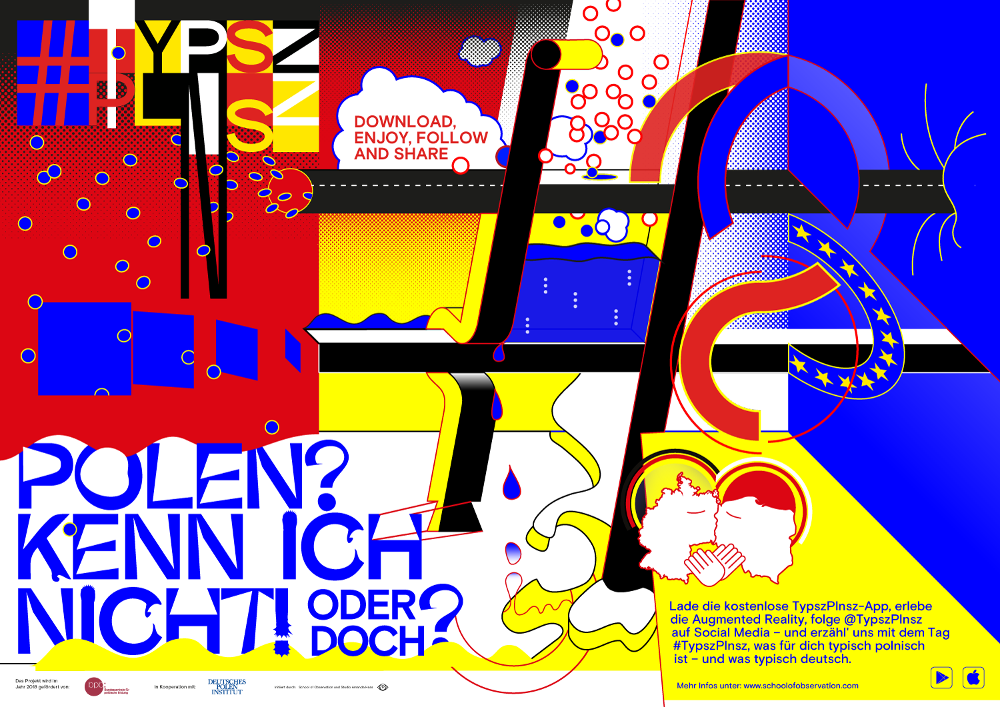 #TYPSZ
PLNSZ
DOWNLOAD,
ENJOY, FOLLOW
AND SHARE
POLEN?
KENN ICH
NICHT!
ODER
DOCH?
Lade die kostenlose TypszPlnsz-App, erlebe
die Augmented Reality, folge @TypszPlnsz
auf Social Media – und erzähl' uns mit dem Tag
#TypszPlnsz, was für dich typisch polnisch
ist – und was typisch deutsch.
Mehr Infos unter: www.schoolofobservation.com
Das Projekt wird im
Jahr 2018 gefördert von:
bpb:
Bundeszentrale für
politische Bildung
In Kooperation mit:
DEUTSCHES
POLEN
INSTITUT
Initiiert durch: School of Observation und Studio Amanda Haas